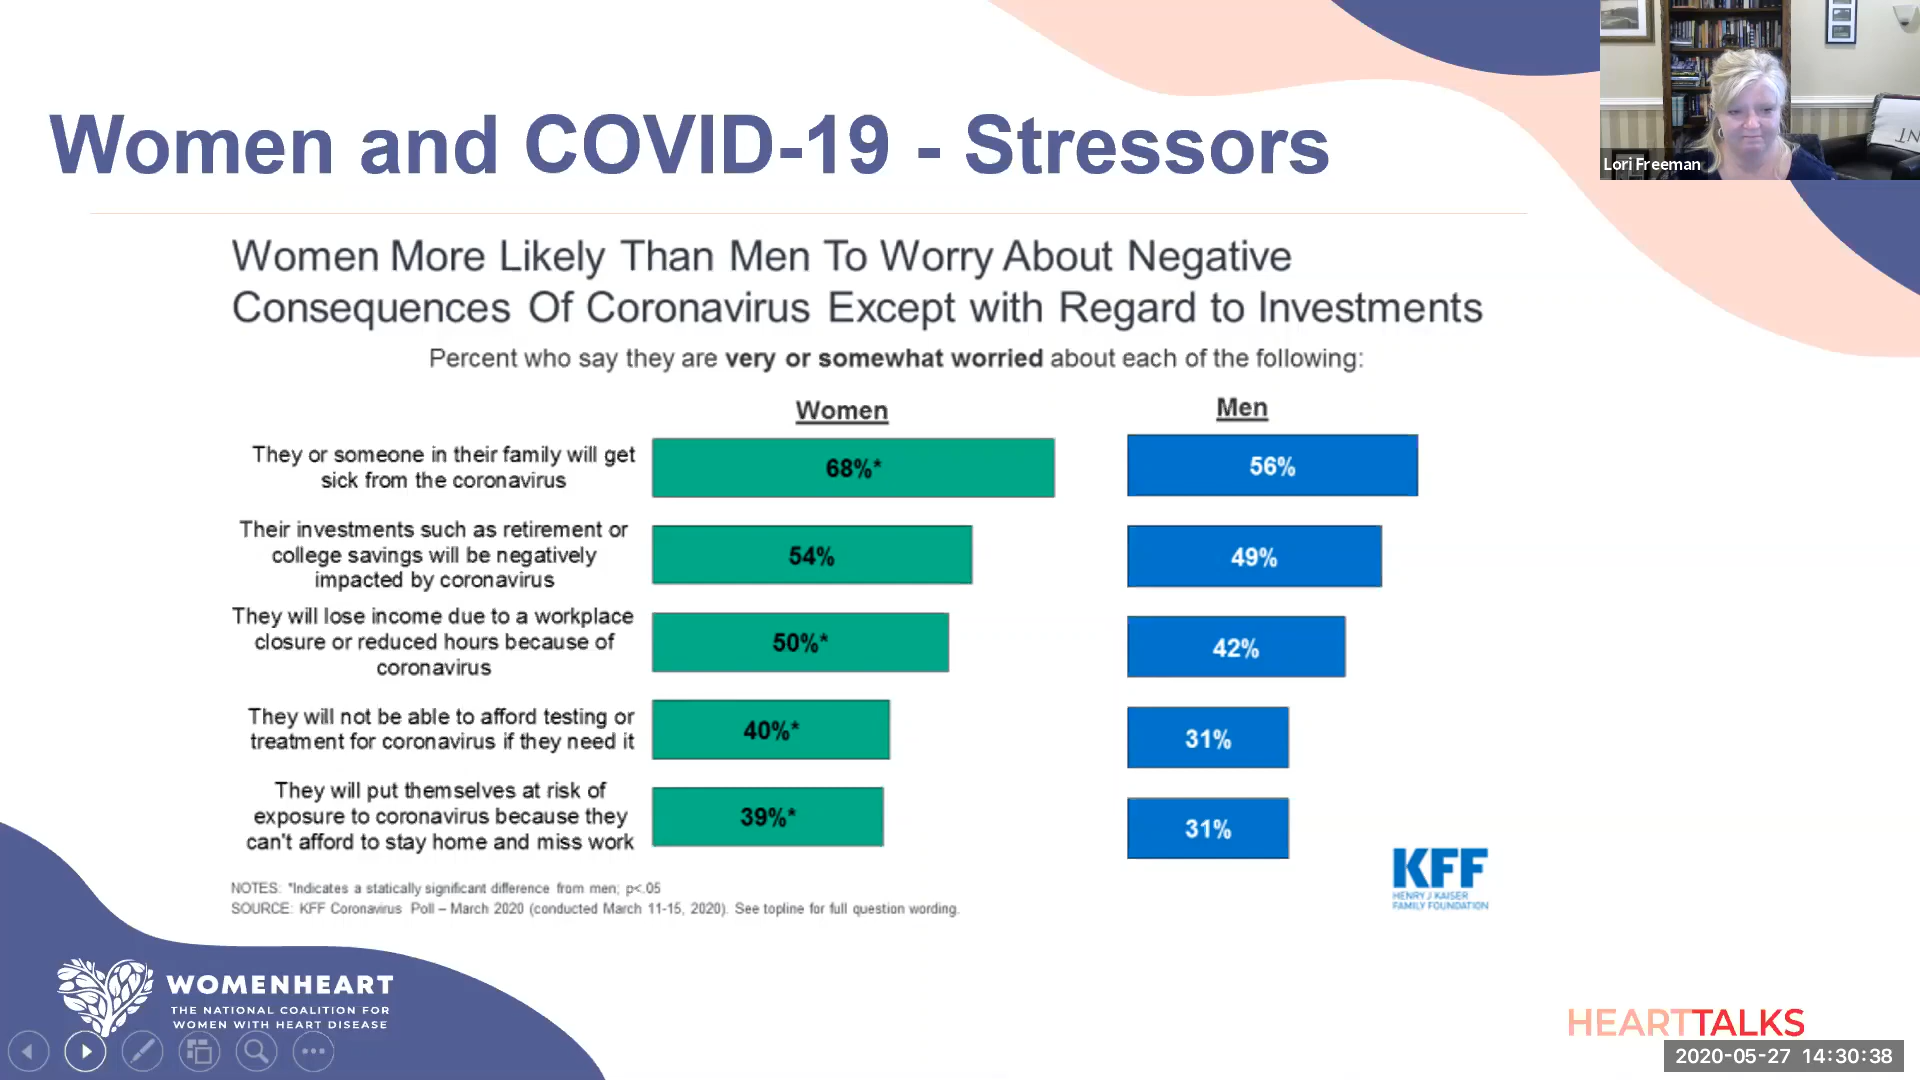 Women and COVID-19 - Stressors
Lori Freeman
Women More Likely Than Men To Worry About Negative
Consequences Of Coronavirus Except with Regard to Investments
Percent who say they are very or somewhat worried about each of the following:
Women
Men
They or someone in their family will get
sick from the coronavirus
68%*
56%
Their investments such as retirement or
college savings will be negatively
impacted by coronavirus
54%
49%
They will lose income due to a workplace
closure or reduced hours because of
coronavirus
50%*
42%
They will not be able to afford testing or
treatment for coronavirus if they need it
40%*
31%
They will put themselves at risk of
exposure to coronavirus because they
can't afford to stay home and miss work
39%*
31%
NOTES: *Indicates a statically significant difference from men; p<.05
SOURCE: KFF Coronavirus Poll – March 2020 (conducted March 11-15, 2020). See topline for full question wording.
KFF
HENRY J KAISER
FAMILY FOUNDATION
WOMENHEART
THE NATIONAL COALITION FOR
WOMEN WITH HEART DISEASE
HEARTTALKS
2020-05-27 14:30:38